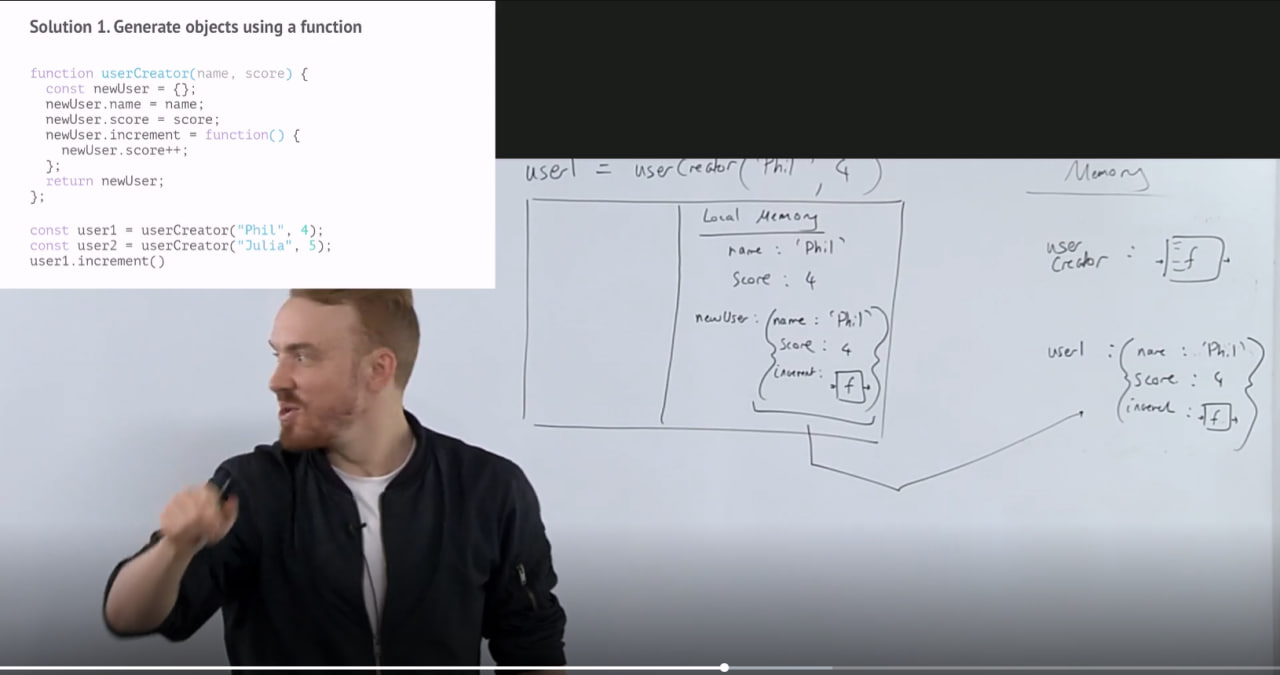 Solution 1. Generate objects using a function
function userCreator(name, score) {
const newUser = {};
newUser.name = name;
newUser.score = score;
newUser.increment = function() {
newUser.score++;
};
return newUser;
};
const user1 = userCreator("Phil", 4);
const user2 = userCreator("Julia", 5);
user1.increment()
user1 = userCreator('Phil', 4)
Memory
Local Memory
name : 'Phil'
Score : 4
newUser : { name : 'Phil'
Score : 4
: f }
user
Creator : f
user1 : { name : 'Phil'
Score : 4
: f }